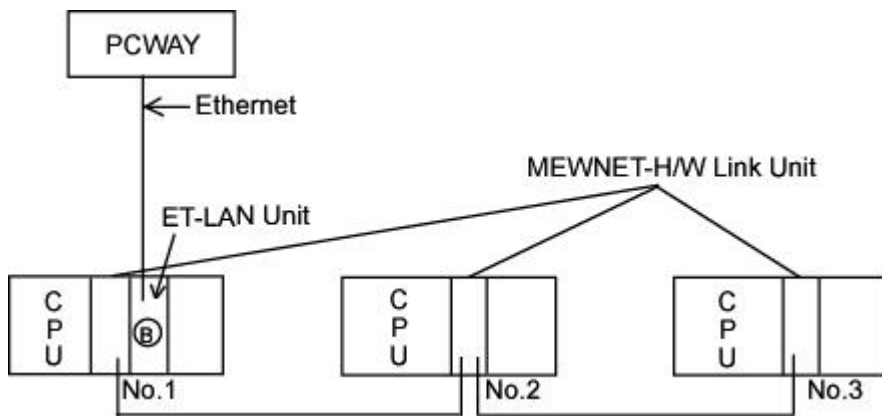 PCWAY
Ethernet
MEWNET-H/W Link Unit
ET-LAN Unit
C
P
U
B
C
P
U
C
P
U
No.1
No.2
No.3